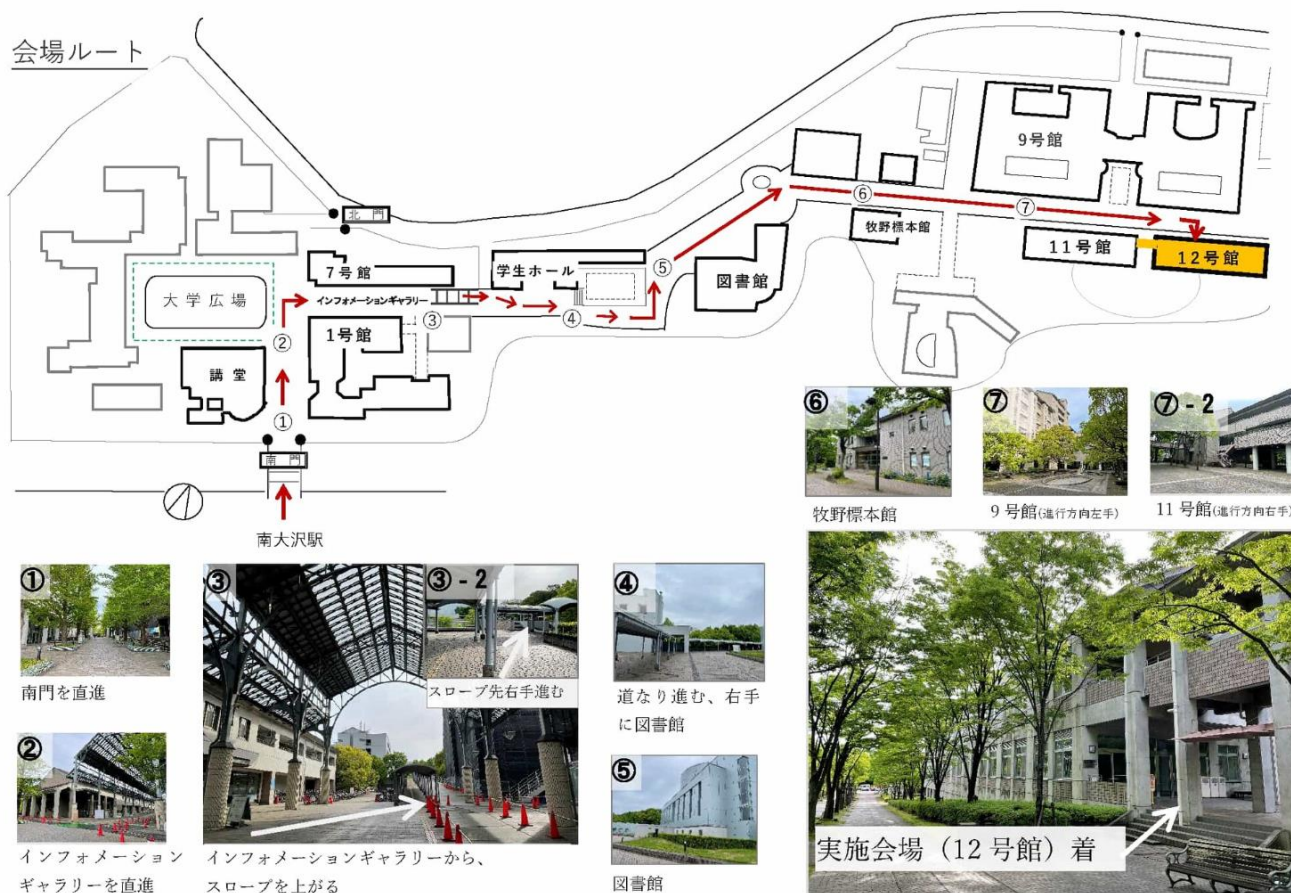 会場ルート
北門
7号館
インフォメーションギャラリー
学生ホール
大学広場
1号館
講堂
図書館
牧野標本館
9号館
11号館
12号館
①
②
③
④
⑤
⑥
⑦
南門
南大沢駅
⑥
牧野標本館
⑦
9号館(進行方向左手)
⑦-2
11号館(進行方向右手)
①
南門を直進
②
インフォメーション
ギャラリーを直進
③
③-2
スロープ先右手進む
インフォメーションギャラリーから、
スロープを上がる
④
道なり進む、右手
に図書館
⑤
図書館
実施会場（12号館）着